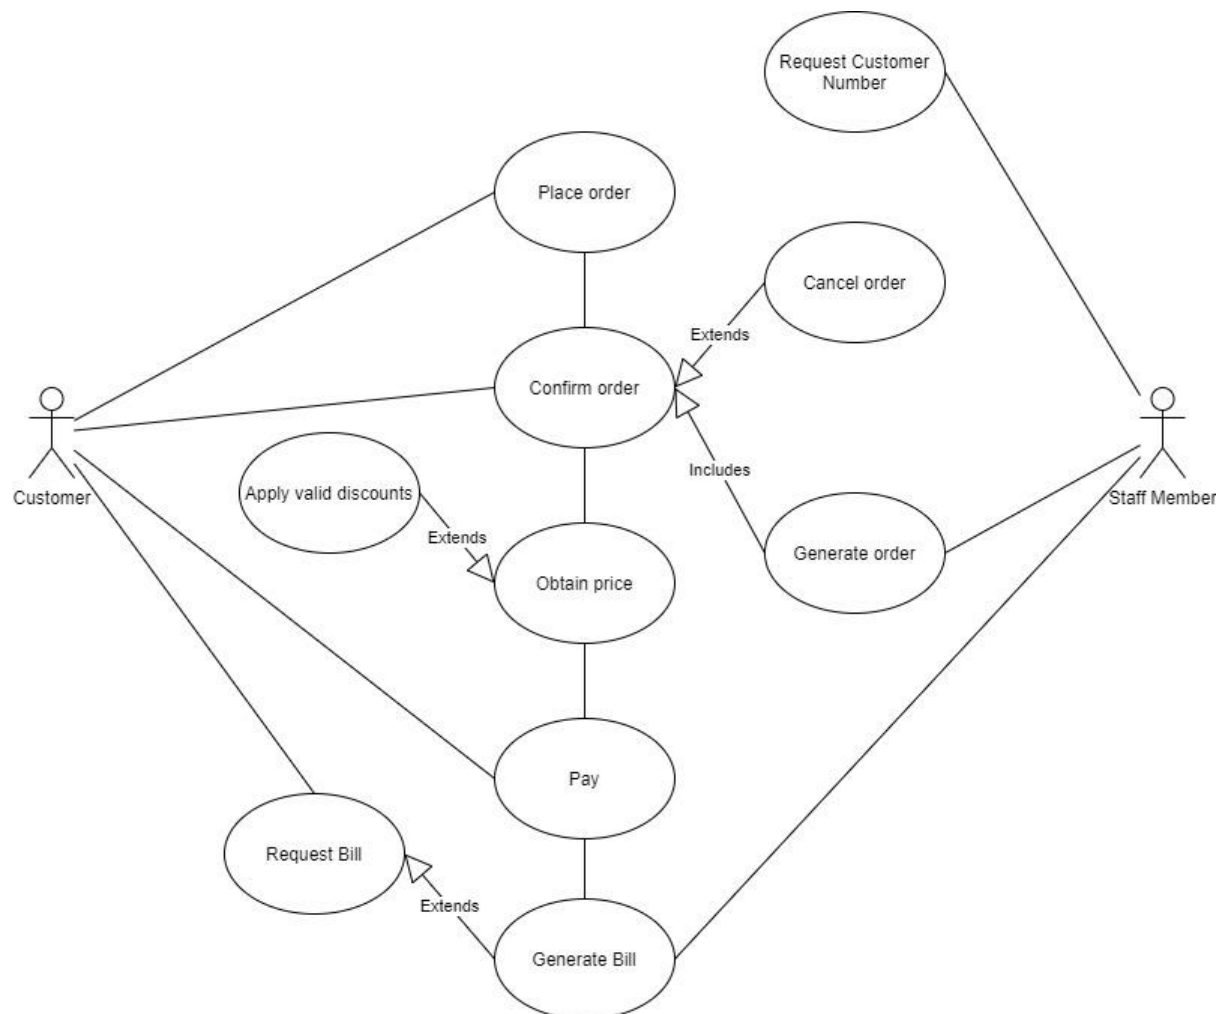 Request Customer
Number
Place order
Cancel order
Extends
Confirm order
Customer
Apply valid discounts
Includes
Staff Member
Extends
Generate order
Obtain price
Pay
Request Bill
Extends
Generate Bill